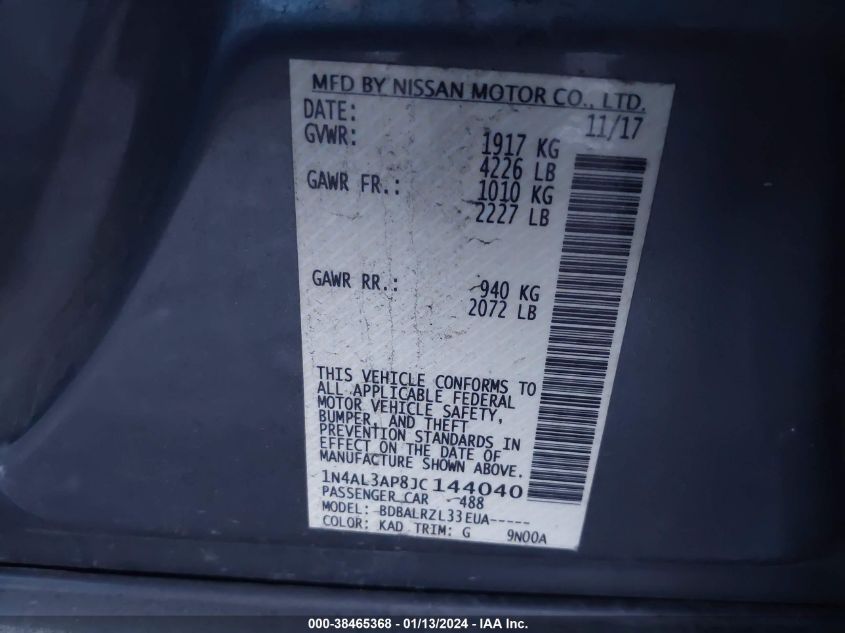 MFD BY NISSAN MOTOR CO., LTD.
DATE: 11/17
GVWR: 1917 KG
4226 LB
GAWR FR.: 1010 KG
2227 LB
GAWR RR.: 940 KG
2072 LB
THIS VEHICLE CONFORMS TO
ALL APPLICABLE FEDERAL
MOTOR VEHICLE SAFETY,
BUMPER, AND THEFT
PREVENTION STANDARDS IN
EFFECT ON THE DATE OF
MANUFACTURE SHOWN ABOVE.
1N4AL3AP8JC144040
PASSENGER CAR 488
MODEL: BDBALRZL33EUA-----
COLOR: KAD TRIM: G 9N00A
000-38465368 - 01/13/2024 - IAA Inc.